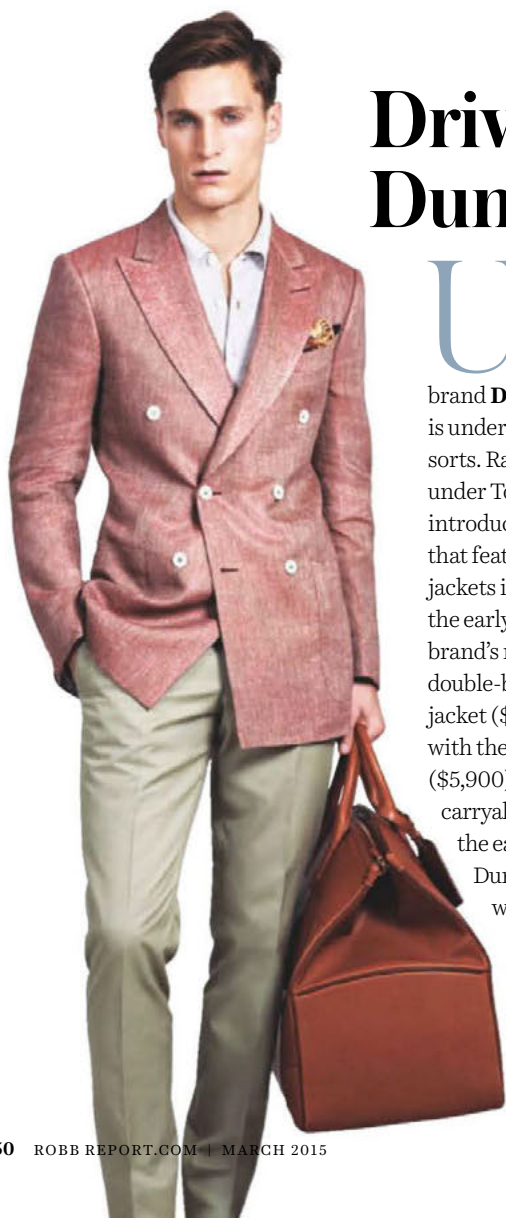 Driv
Dun
U
brand D
is under
sorts. Ra
under To
introduc
that feat
jackets i
the early
brand’s r
double-b
jacket ($
with the
($5,900)
carryal
the ea
Dur
w
50 ROBB REPORT.COM | MARCH 2015